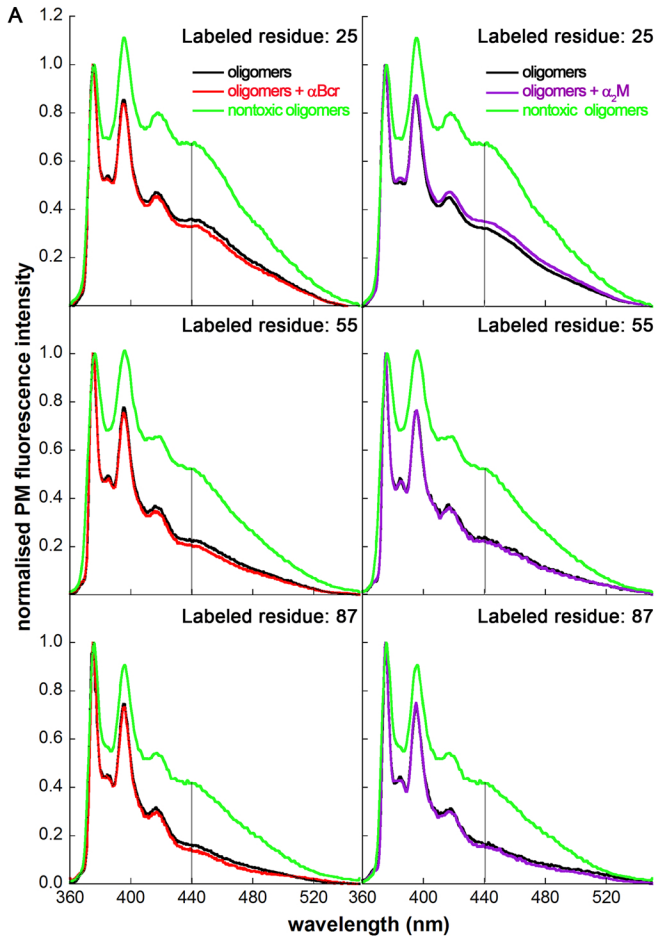 A
normalised PM fluorescence intensity
1.2
1.0
0.8
0.6
0.4
0.2
Labeled residue: 25
oligomers
oligomers + αBcr
nontoxic oligomers
Labeled residue: 25
oligomers
oligomers + α₂M
nontoxic oligomers
1.0
0.8
0.6
0.4
0.2
Labeled residue: 55
Labeled residue: 55
1.0
0.8
0.6
0.4
0.2
0.0
Labeled residue: 87
Labeled residue: 87
360 400 440 480 520 360 400 440 480 520
wavelength (nm)